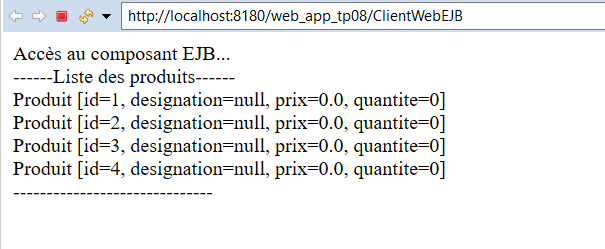 http://localhost:8180/web_app_tp08/ClientWebEJB
Accès au composant EJB...
------Liste des produits------
Produit [id=1, designation=null, prix=0.0, quantite=0]
Produit [id=2, designation=null, prix=0.0, quantite=0]
Produit [id=3, designation=null, prix=0.0, quantite=0]
Produit [id=4, designation=null, prix=0.0, quantite=0]
------------------------------